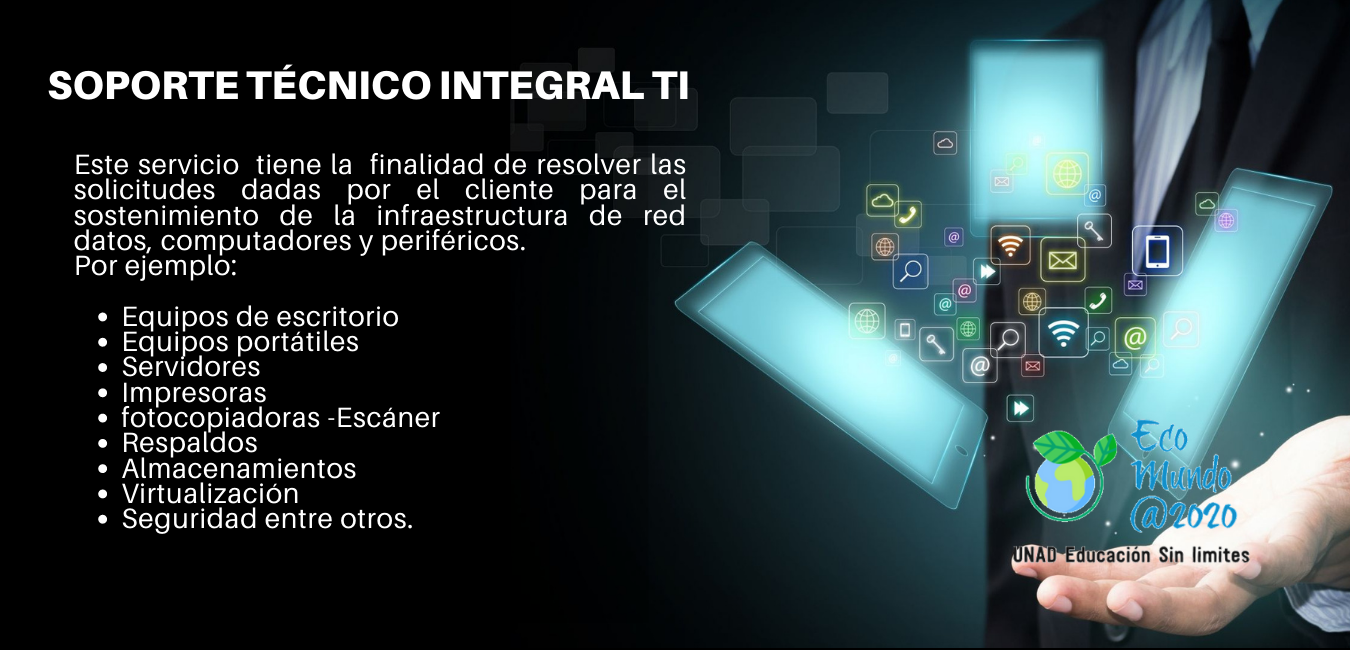 SOPORTE TÉCNICO INTEGRAL TI
Este servicio tiene la finalidad de resolver las
solicitudes dadas por el cliente para el
sostenimiento de la infraestructura de red
datos, computadores y periféricos.
Por ejemplo:
Equipos de escritorio
Equipos portátiles
Servidores
Impresoras
fotocopiadoras -Escáner
Respaldos
Almacenamientos
Virtualización
Seguridad entre otros.
Eco
Mundo
@2020
UNAD Educación Sin limites